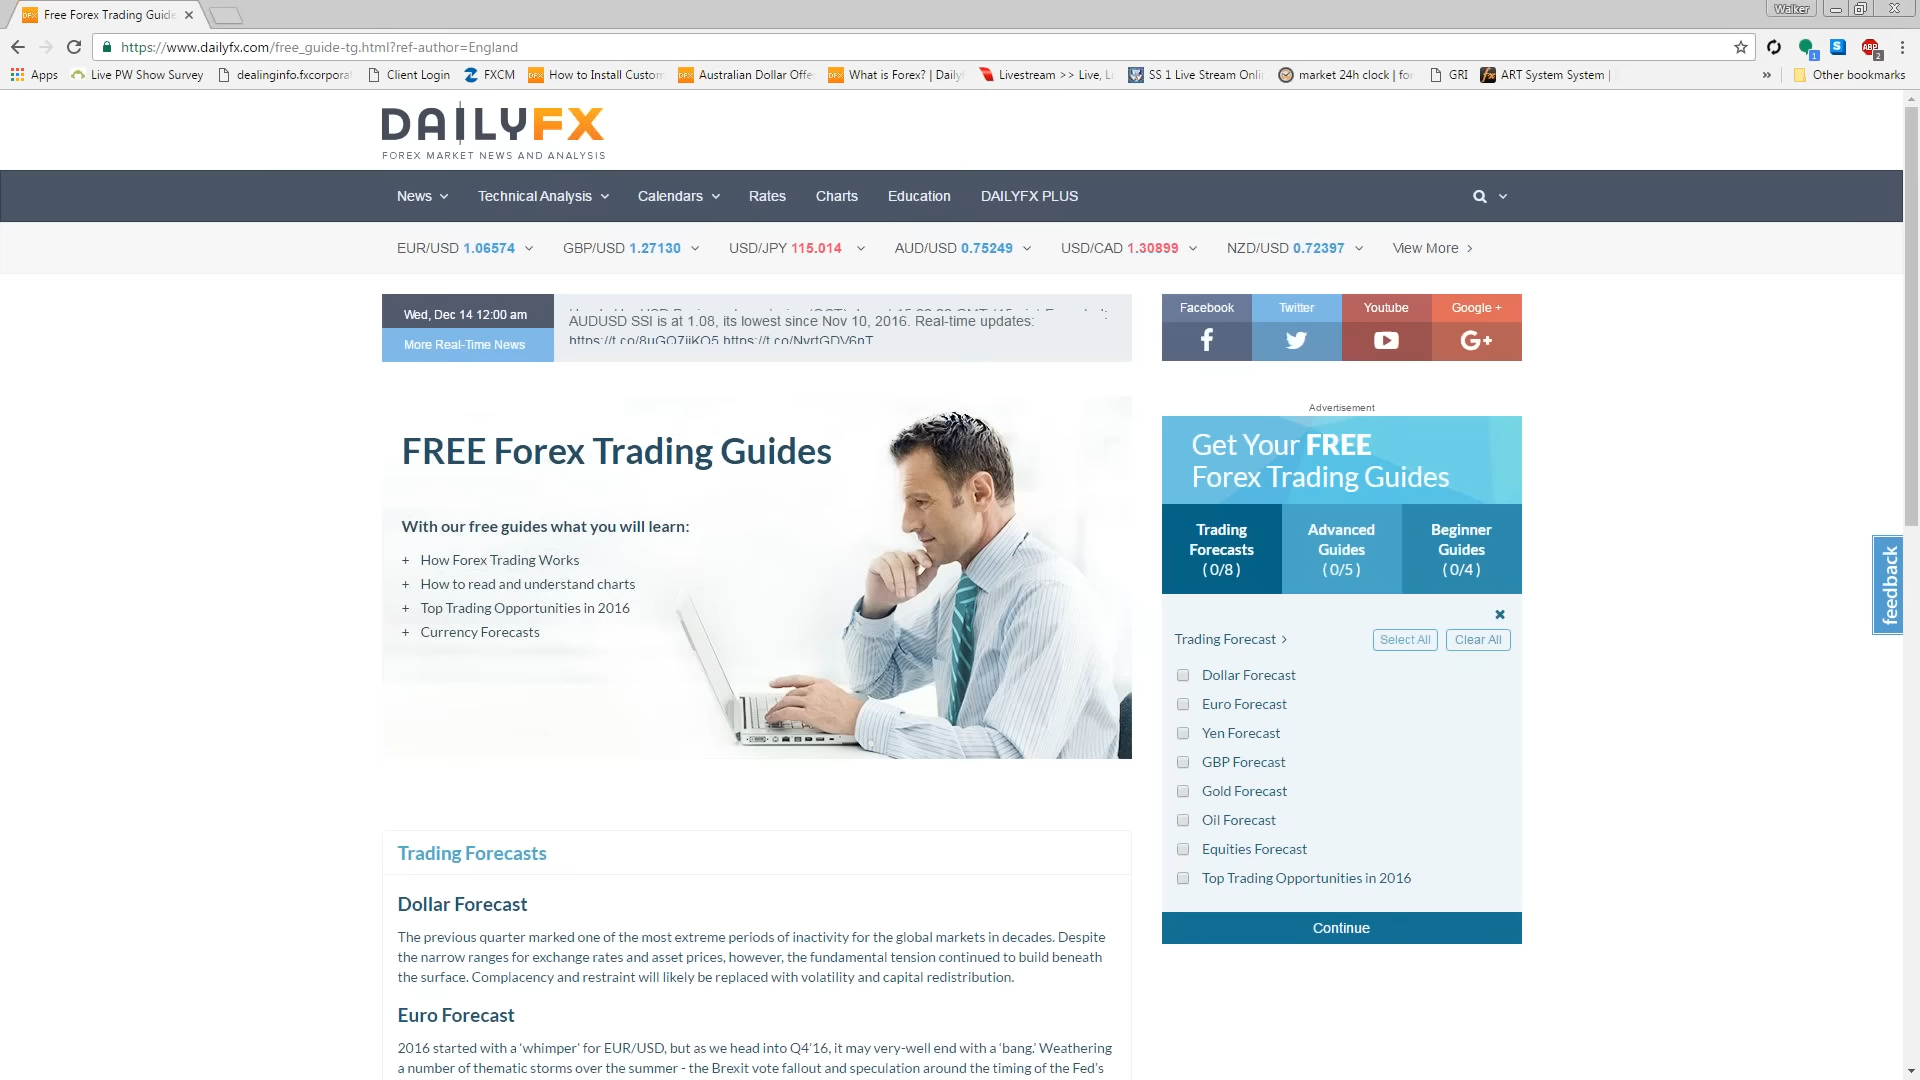 Free Forex Trading Guide
Walker
https://www.dailyfx.com/free_guide-tg.html?ref-author=England
Apps Live PW Show Survey dealinginfo.fxcorporat Client Login FXCM How to Install Custom Australian Dollar Offe What is Forex? | Daily Livestream >> Live, L SS 1 Live Stream Onli market 24h clock | fo GRI ART System System | » Other bookmarks
DAILYFX
FOREX MARKET NEWS AND ANALYSIS
News Technical Analysis Calendars Rates Charts Education DAILYFX PLUS
EUR/USD 1.06574 GBP/USD 1.27130 USD/JPY 115.014 AUD/USD 0.75249 USD/CAD 1.30899 NZD/USD 0.72397 View More >
Wed, Dec 14 12:00 am
More Real-Time News
AUDUSD SSI is at 1.08, its lowest since Nov 10, 2016. Real-time updates:
Facebook Twitter Youtube Google +
FREE Forex Trading Guides
With our free guides what you will learn:
+ How Forex Trading Works
+ How to read and understand charts
+ Top Trading Opportunities in 2016
+ Currency Forecasts
Advertisement
Get Your FREE
Forex Trading Guides
Trading Forecasts ( 0/8 )
Advanced Guides ( 0/5 )
Beginner Guides ( 0/4 )
Trading Forecast > Select All Clear All
Dollar Forecast
Euro Forecast
Yen Forecast
GBP Forecast
Gold Forecast
Oil Forecast
Equities Forecast
Top Trading Opportunities in 2016
Continue
feedback
Trading Forecasts
Dollar Forecast
The previous quarter marked one of the most extreme periods of inactivity for the global markets in decades. Despite
the narrow ranges for exchange rates and asset prices, however, the fundamental tension continued to build beneath
the surface. Complacency and restraint will likely be replaced with volatility and capital redistribution.
Euro Forecast
2016 started with a ‘whimper’ for EUR/USD, but as we head into Q4’16, it may very-well end with a ‘bang.’ Weathering
a number of thematic storms over the summer - the Brexit vote fallout and speculation around the timing of the Fed’s